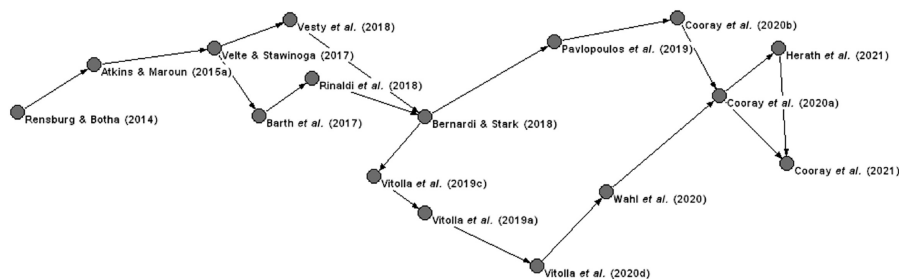 Vesty et al. (2018)
Cooray et al. (2020b)
Velte & Stawinoga (2017)
Pavlopoulos et al. (2019)
Herath et al. (2021)
Atkins & Maroun (2015a)
Rinaldi et al. (2018)
Cooray et al. (2020a)
Rensburg & Botha (2014)
Barth et al. (2017)
Bernardi & Stark (2018)
Cooray et al. (2021)
Vitolla et al. (2019c)
Wahl et al. (2020)
Vitolla et al. (2019a)
Vitolla et al. (2020d)